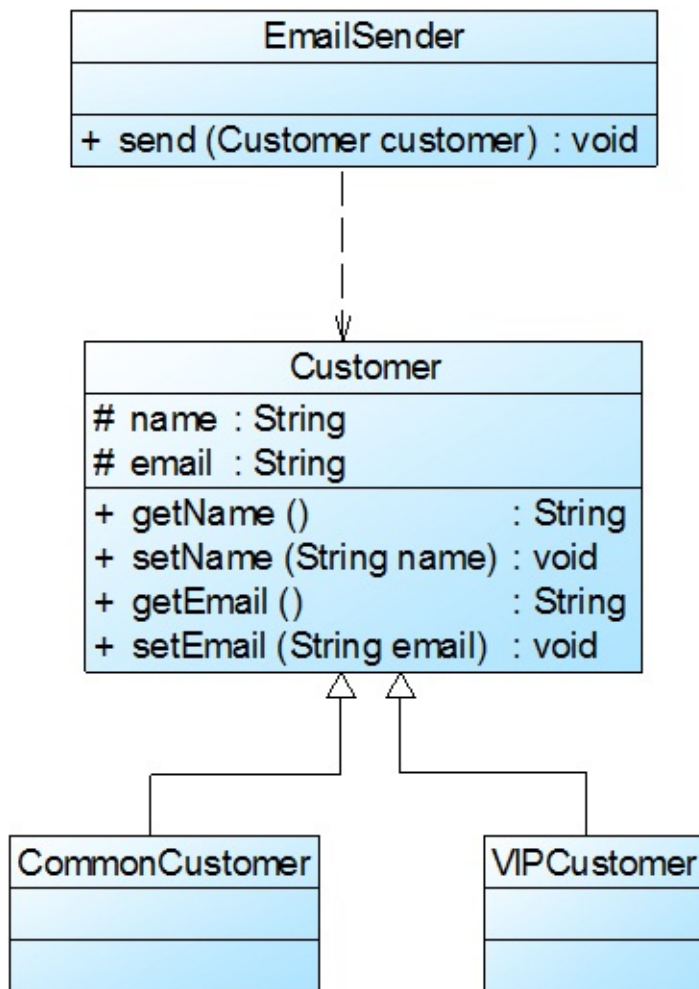 EmailSender
+ send (Customer customer) : void
Customer
# name : String
# email : String
+ getName () : String
+ setName (String name) : void
+ getEmail () : String
+ setEmail (String email) : void
CommonCustomer
VIPCustomer